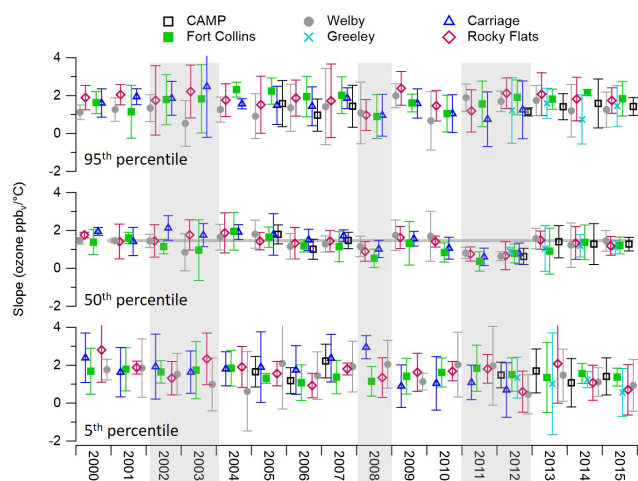 CAMP Welby Carriage
Fort Collins Greeley Rocky Flats
Slope (ozone ppbv/°C)
4
2
0
2
95th percentile
4
2
0
2
50th percentile
4
2
0
2
5th percentile
2000 2001 2002 2003 2004 2005 2006 2007 2008 2009 2010 2011 2012 2013 2014 2015